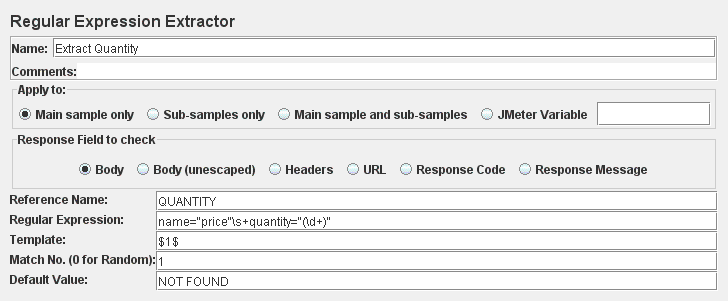 Regular Expression Extractor
Name: Extract Quantity
Comments:
Apply to:
Main sample only Sub-samples only Main sample and sub-samples JMeter Variable
Response Field to check
Body Body (unescaped) Headers URL Response Code Response Message
Reference Name: QUANTITY
Regular Expression: name="price"\s+quantity="(\d+)"
Template: $1$
Match No. (0 for Random): 1
Default Value: NOT FOUND